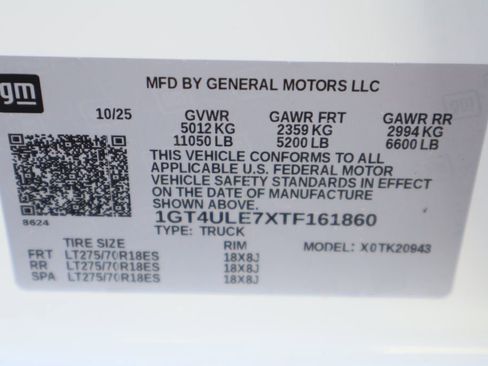 gm
MFD BY GENERAL MOTORS LLC
10/25 GVWR GAWR FRT GAWR RR
5012 KG 2359 KG 2994 KG
11050 LB 5200 LB 6600 LB
THIS VEHICLE CONFORMS TO ALL
APPLICABLE U.S. FEDERAL MOTOR
VEHICLE SAFETY STANDARDS IN EFFECT
ON THE DATE OF MANUFACTURE
SHOWN ABOVE.
8624 1GT4ULE7XTF161860
TYPE: TRUCK MODEL: X0TK20943
TIRE SIZE RIM
FRT LT275/70R18ES 18X8J
RR LT275/70R18ES 18X8J
SPA LT275/70R18ES 18X8J